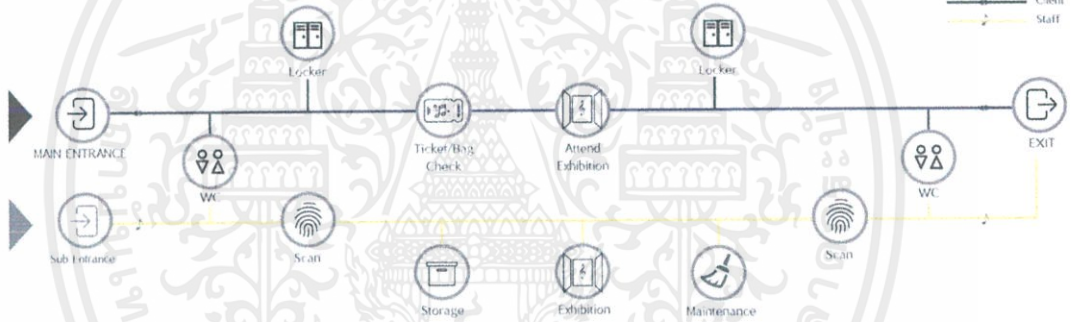 Client
Staff
Locker
Locker
MAIN ENTRANCE
WC
Ticket/Bag
Check
Attend
Exhibition
WC
EXIT
Sub Entrance
Scan
Scan
Storage
Exhibition
Maintenance